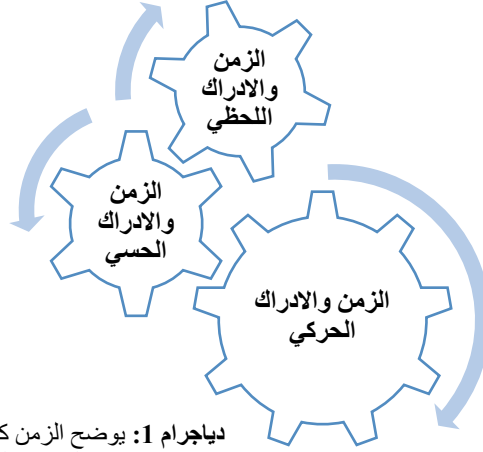 الزمن
والادراك
اللحظي
الزمن
والادراك
الحسي
الزمن والادراك
الحركي
دياجرام 1: يوضح الزمن